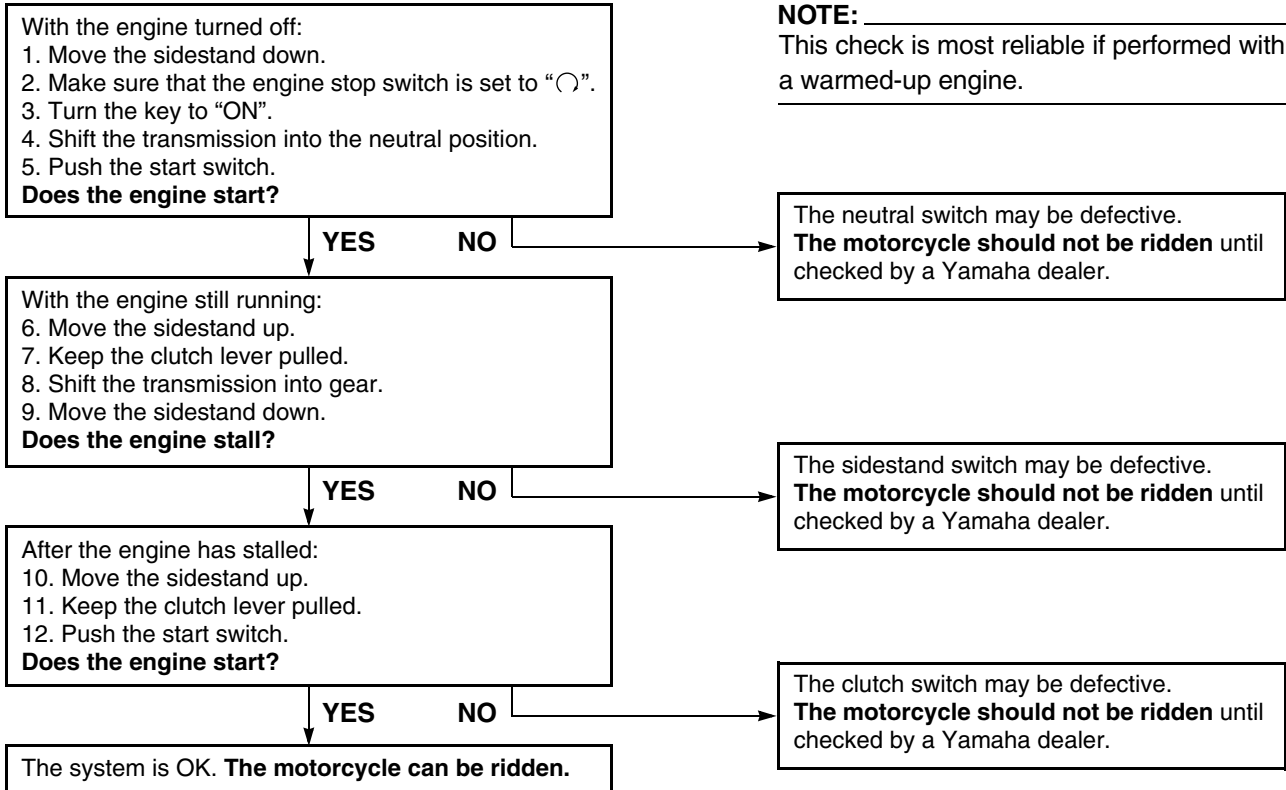 With the engine turned off:
1. Move the sidestand down.
2. Make sure that the engine stop switch is set to “ ”.
3. Turn the key to “ON”.
4. Shift the transmission into the neutral position.
5. Push the start switch.
Does the engine start?
NOTE:
This check is most reliable if performed with
a warmed-up engine.
YES NO
The neutral switch may be defective.
The motorcycle should not be ridden until
checked by a Yamaha dealer.
With the engine still running:
6. Move the sidestand up.
7. Keep the clutch lever pulled.
8. Shift the transmission into gear.
9. Move the sidestand down.
Does the engine stall?
YES NO
The sidestand switch may be defective.
The motorcycle should not be ridden until
checked by a Yamaha dealer.
After the engine has stalled:
10. Move the sidestand up.
11. Keep the clutch lever pulled.
12. Push the start switch.
Does the engine start?
YES NO
The clutch switch may be defective.
The motorcycle should not be ridden until
checked by a Yamaha dealer.
The system is OK. The motorcycle can be ridden.